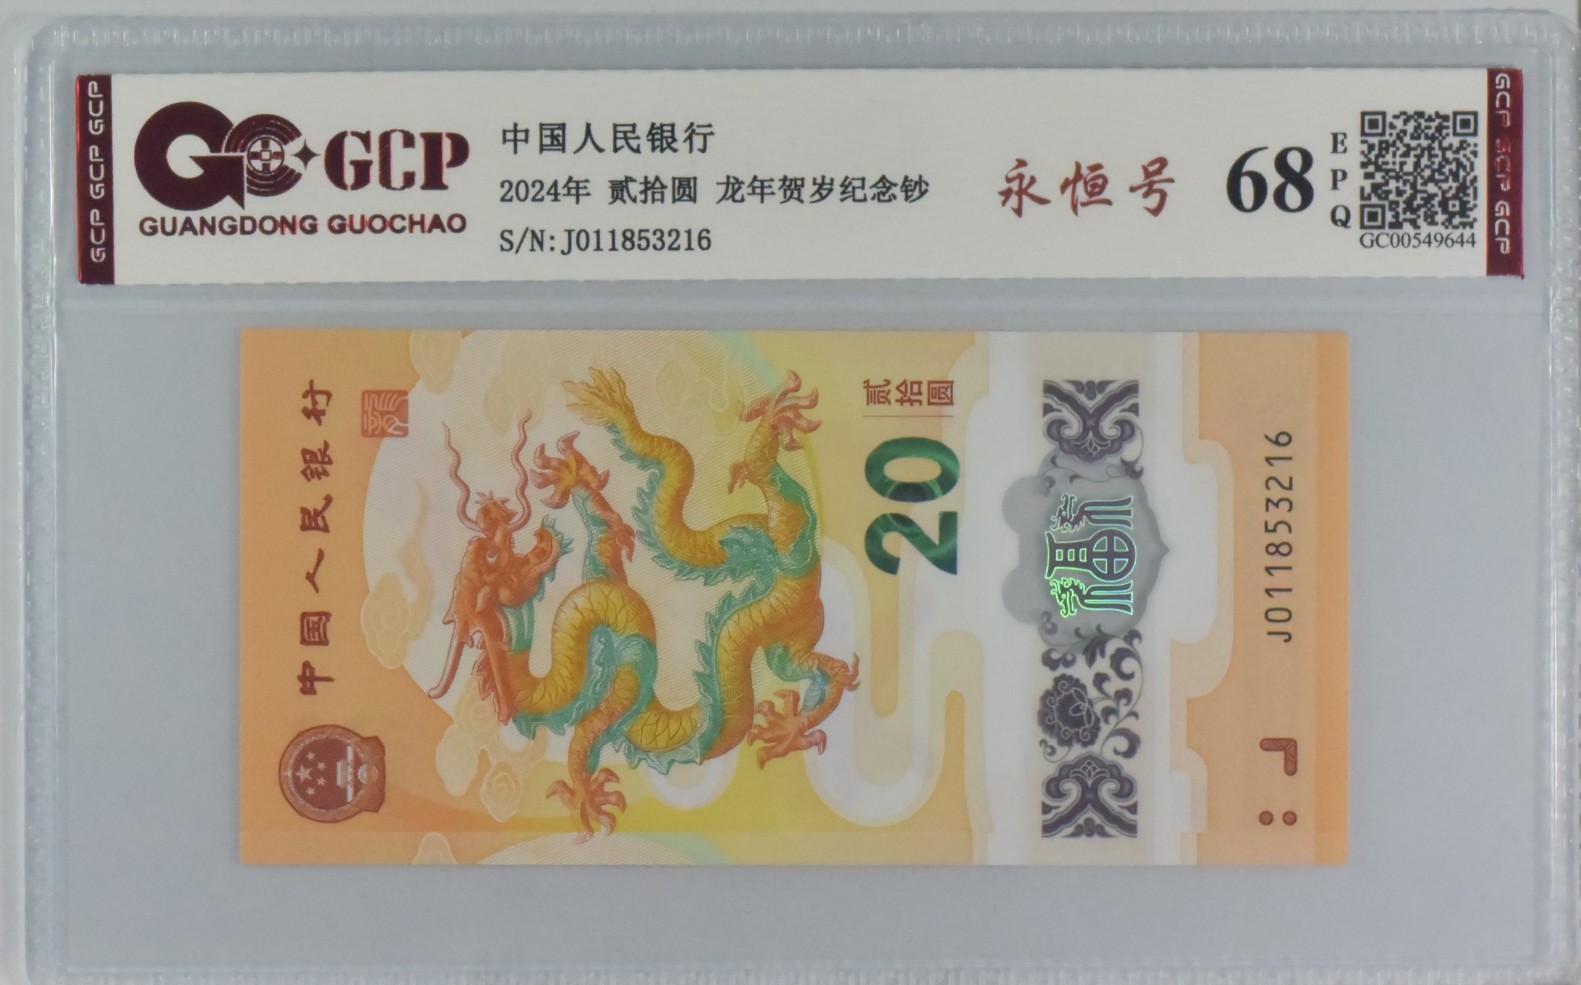 GCP GCP GCP
GCP
GUANGDONG GUOCHAO
中国人民银行
2024年 贰拾圆 龙年贺岁纪念钞
S/N:J011853216
永恒号
68
EPQ
GC00549644
GCP GCP GCP
中国人民银行
贰拾圆
20
J011853216